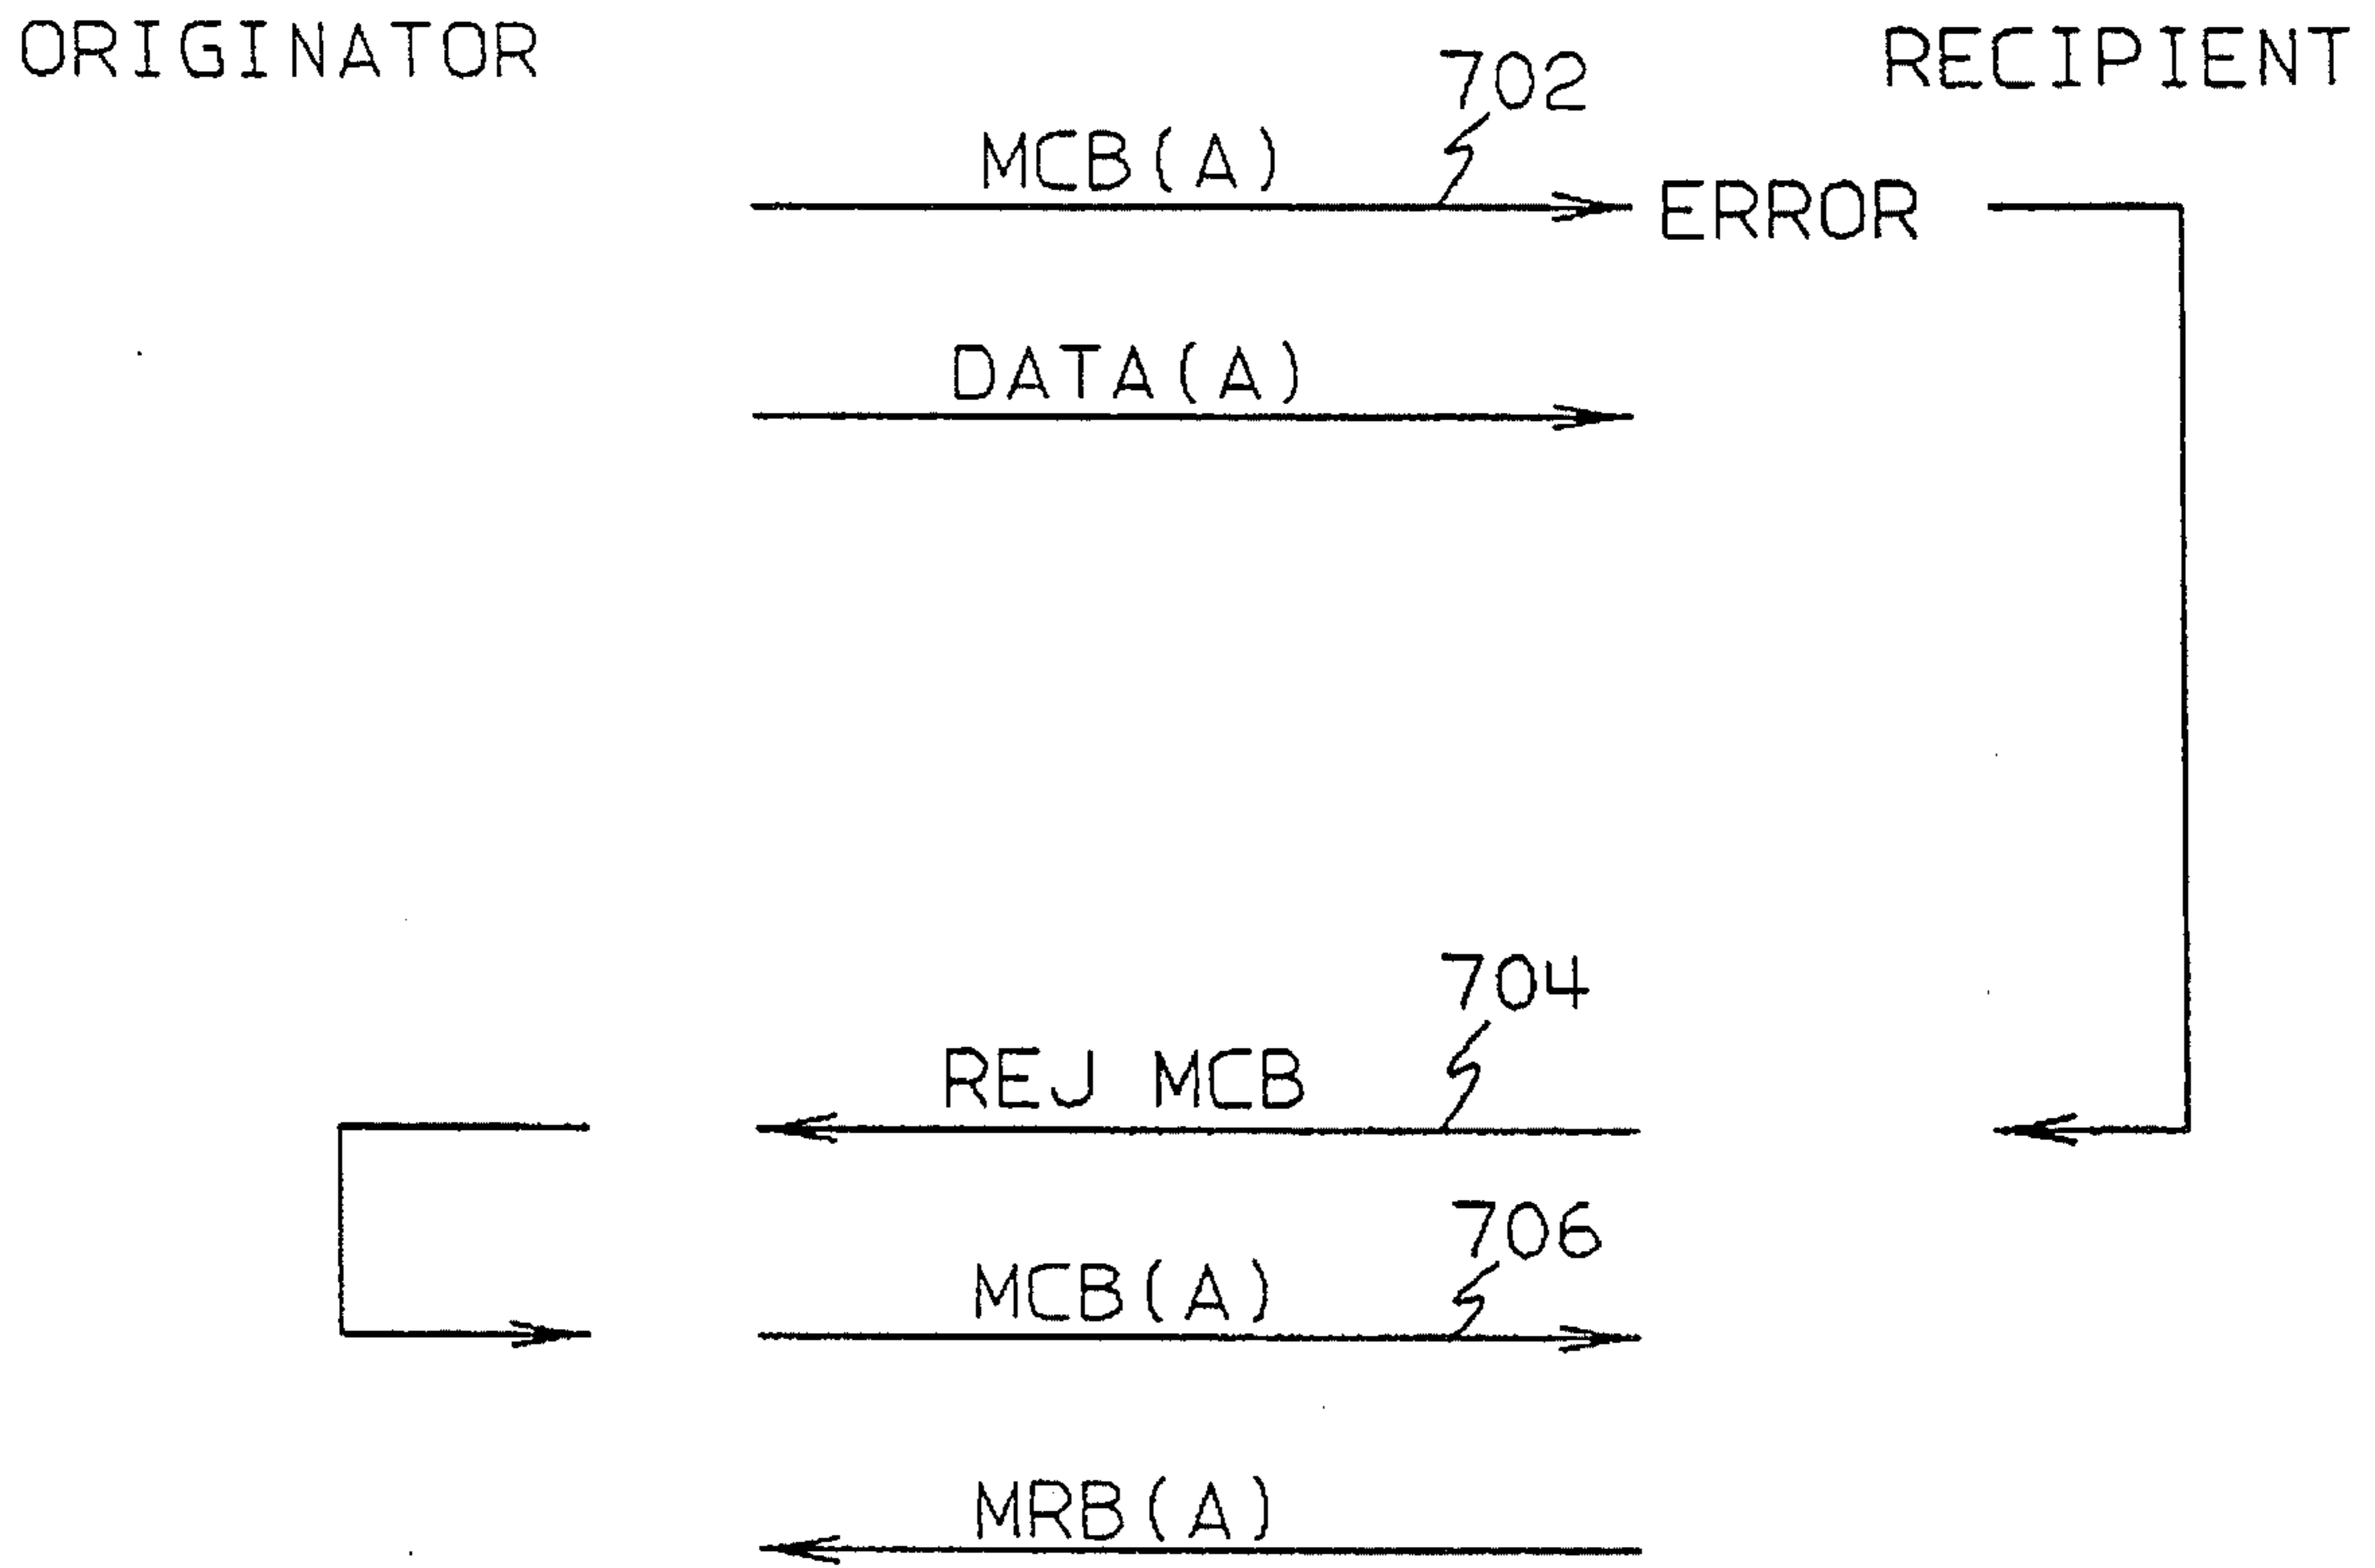 ORIGINATOR
RECIPIENT
702
MCB(A)
ERROR
DATA(A)
704
REJ MCB
706
MCB(A)
MRB(A)